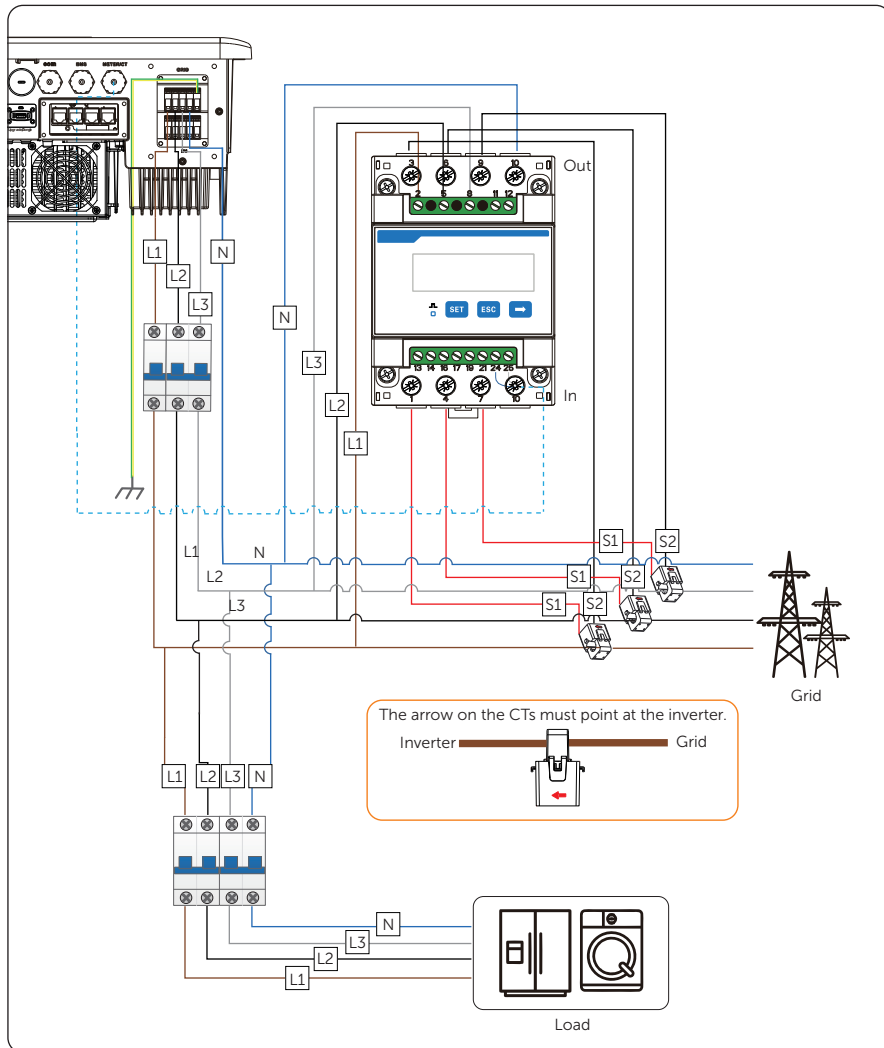 COM
BMS
METER/CT
GRID
3 6 9 10
Out
2 5 8 11 12
L1
L2
L3
N
N
L3
L2
L1
SET
ESC
13 14 16 17 19 21 24 25
1 4 7 10
In
L1
L2
L3
N
S1
S2
S1
S2
S1
S2
Grid
The arrow on the CTs must point at the inverter.
Inverter
Grid
L1
L2
L3
N
N
L3
L2
L1
Load